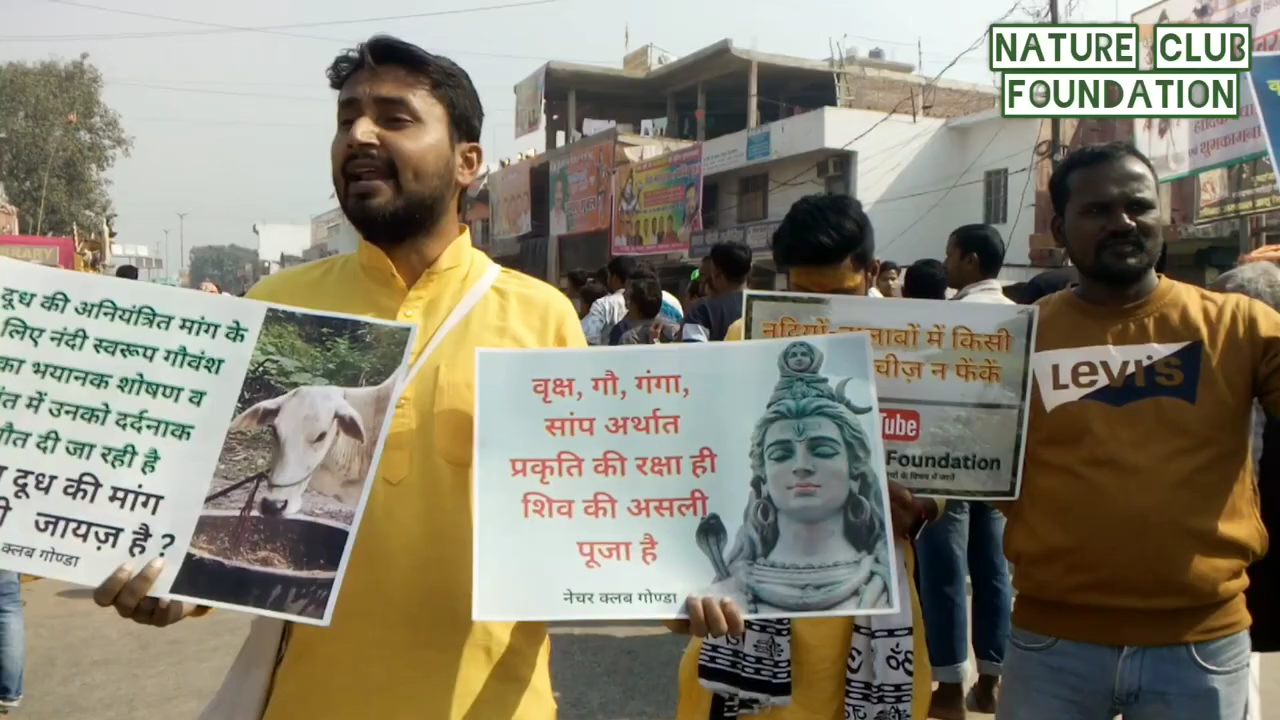 NATURE CLUB
FOUNDATION
दूध की अनियंत्रित मांग के
लिए नंदी स्वरूप गौवंश
का भयानक शोषण व
में उनको दर्दनाक
दी जा रही है
दूध की मांग
जायज़ है ?
क्लब गोण्डा
वृक्ष, गौ, गंगा,
सांप अर्थात
प्रकृति की रक्षा ही
शिव की असली
पूजा है
नेचर क्लब गोण्डा
में किसी
चीज़ न फेंकें
Tube
Foundation
के विषय में जानें
LEVI'S